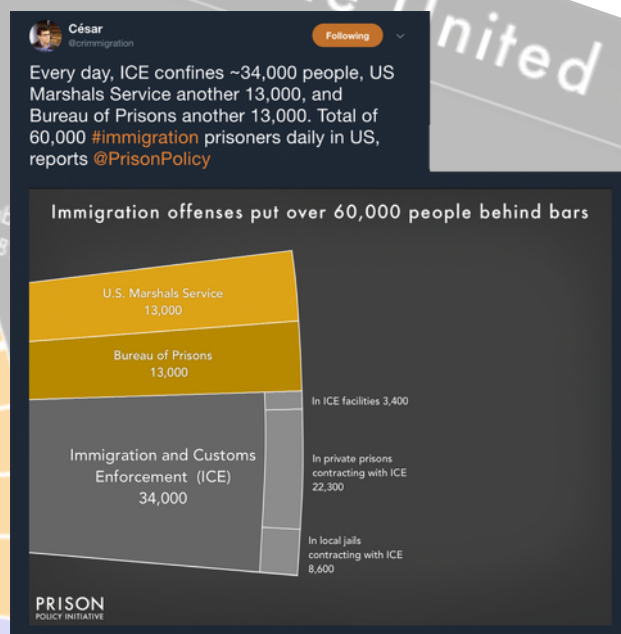 United
César
@crimmigration
Following
Every day, ICE confines ~34,000 people, US
Marshals Service another 13,000, and
Bureau of Prisons another 13,000. Total of
60,000 #immigration prisoners daily in US,
reports @PrisonPolicy
Immigration offenses put over 60,000 people behind bars
U.S. Marshals Service
13,000
Bureau of Prisons
13,000
In ICE facilities 3,400
Immigration and Customs
Enforcement (ICE)
34,000
In private prisons
contracting with ICE
22,300
In local jails
contracting with ICE
8,600
PRISON
POLICY INITIATIVE